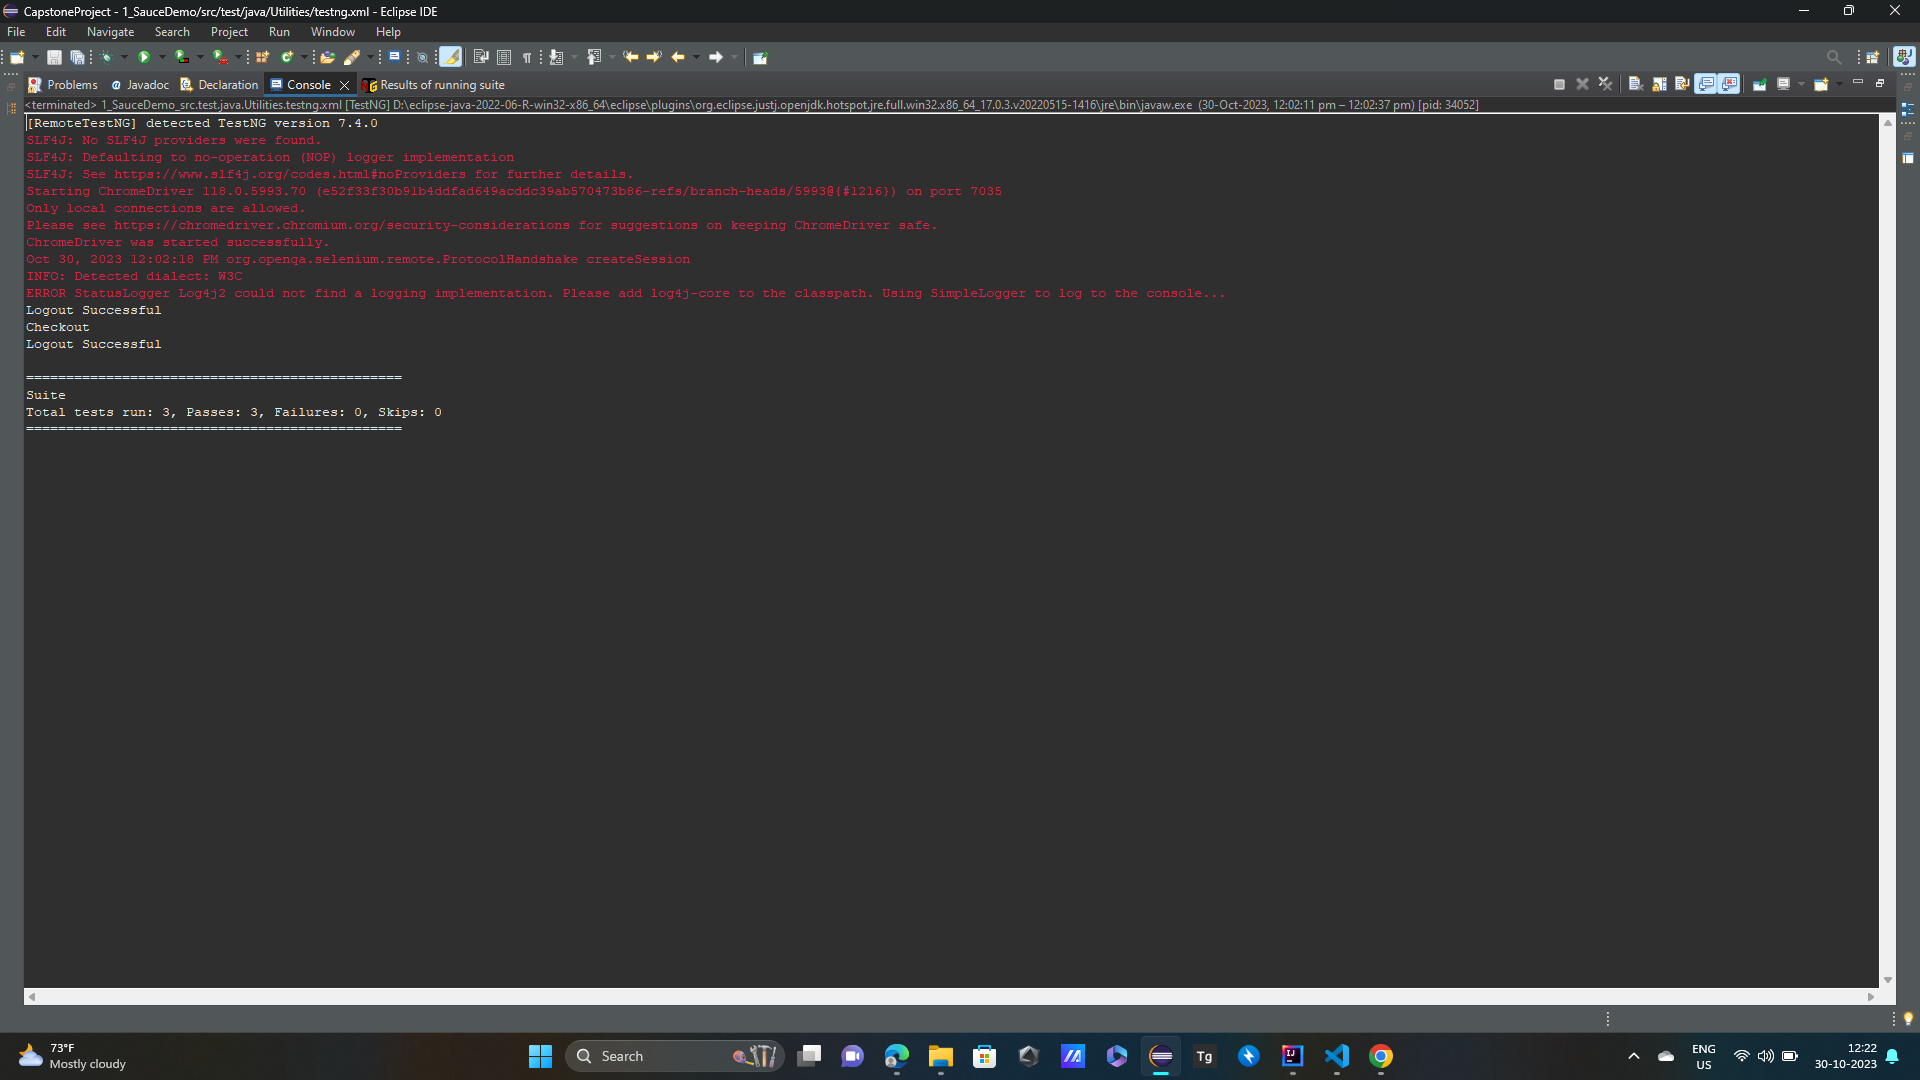 CapstoneProject - 1_SauceDemo/src/test/java/Utilities/testng.xml - Eclipse IDE
File Edit Navigate Search Project Run Window Help
Problems Javadoc Declaration Console Results of running suite
<terminated> 1_SauceDemo_src.test.java.Utilities.testng.xml [TestNG] D:\eclipse-java-2022-06-R-win32-x86_64\eclipse\plugins\org.eclipse.justj.openjdk.hotspot.jre.full.win32.x86_64_17.0.3.v20220515-1416\jre\bin\javaw.exe (30-Oct-2023, 12:02:11 pm – 12:02:37 pm) [pid: 34052]
[RemoteTestNG] detected TestNG version 7.4.0
SLF4J: No SLF4J providers were found.
SLF4J: Defaulting to no-operation (NOP) logger implementation
SLF4J: See https://www.slf4j.org/codes.html#noProviders for further details.
Starting ChromeDriver 118.0.5993.70 (e52f33f30b91b4ddfad649acddc39ab570473b86-refs/branch-heads/5993@{#1216}) on port 7035
Only local connections are allowed.
Please see https://chromedriver.chromium.org/security-considerations for suggestions on keeping ChromeDriver safe.
ChromeDriver was started successfully.
Oct 30, 2023 12:02:18 PM org.openqa.selenium.remote.ProtocolHandshake createSession
INFO: Detected dialect: W3C
ERROR StatusLogger Log4j2 could not find a logging implementation. Please add log4j-core to the classpath. Using SimpleLogger to log to the console...
Logout Successful
Checkout
Logout Successful
===============================================
Suite
Total tests run: 3, Passes: 3, Failures: 0, Skips: 0
===============================================
73°F
Mostly cloudy
Search
Tg
ENG
US
12:22
30-10-2023